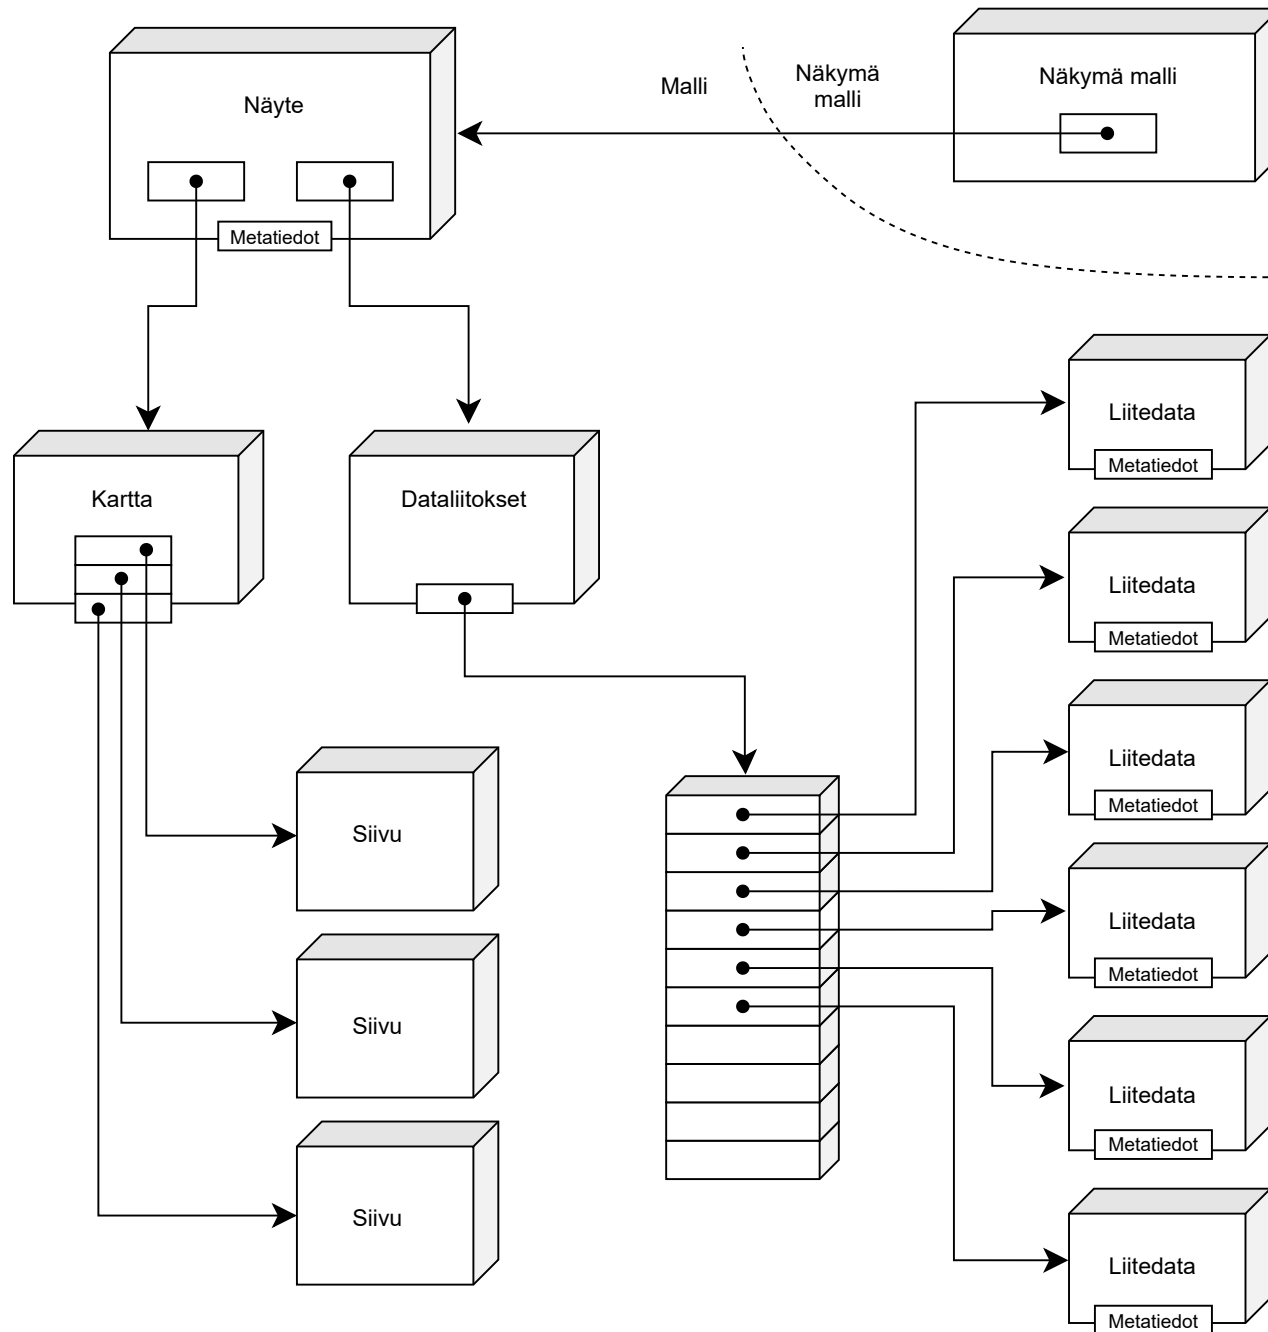 Näyte
Metatiedot
Malli
Näkymä
malli
Näkymä malli
Kartta
Dataliitokset
Liitedata
Metatiedot
Liitedata
Metatiedot
Liitedata
Metatiedot
Siivu
Liitedata
Metatiedot
Siivu
Liitedata
Metatiedot
Siivu
Liitedata
Metatiedot